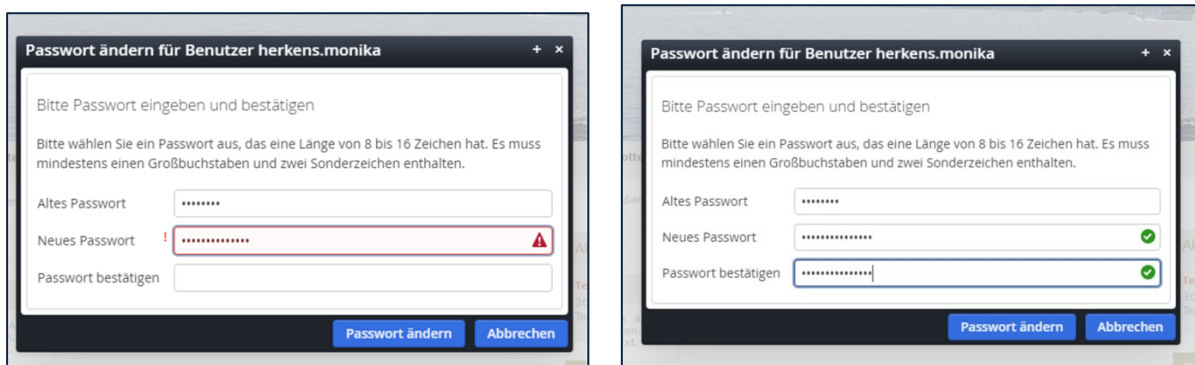 Passwort ändern für Benutzer herkens.monika
Bitte Passwort eingeben und bestätigen
Bitte wählen Sie ein Passwort aus, das eine Länge von 8 bis 16 Zeichen hat. Es muss
mindestens einen Großbuchstaben und zwei Sonderzeichen enthalten.
Altes Passwort
Neues Passwort !
Passwort bestätigen
Passwort ändern Abbrechen
Passwort ändern für Benutzer herkens.monika
Bitte Passwort eingeben und bestätigen
Bitte wählen Sie ein Passwort aus, das eine Länge von 8 bis 16 Zeichen hat. Es muss
mindestens einen Großbuchstaben und zwei Sonderzeichen enthalten.
Altes Passwort
Neues Passwort
Passwort bestätigen
Passwort ändern Abbrechen